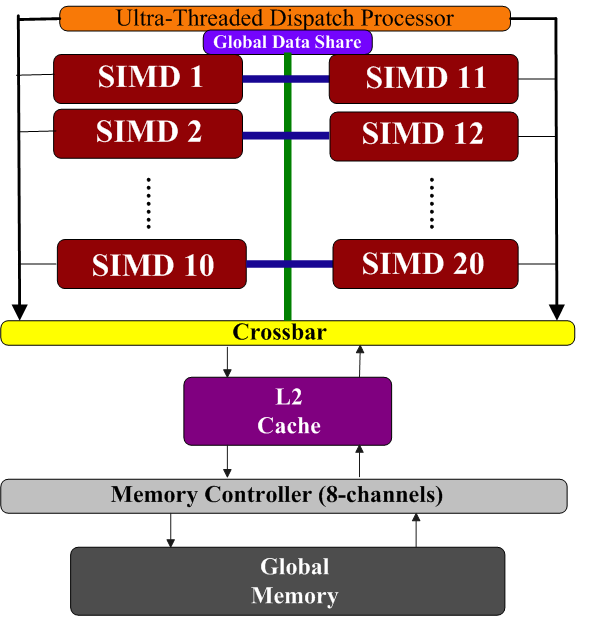 Ultra-Threaded Dispatch Processor
Global Data Share
SIMD 1
SIMD 11
SIMD 2
SIMD 12
SIMD 10
SIMD 20
Crossbar
L2
Cache
Memory Controller (8-channels)
Global
Memory